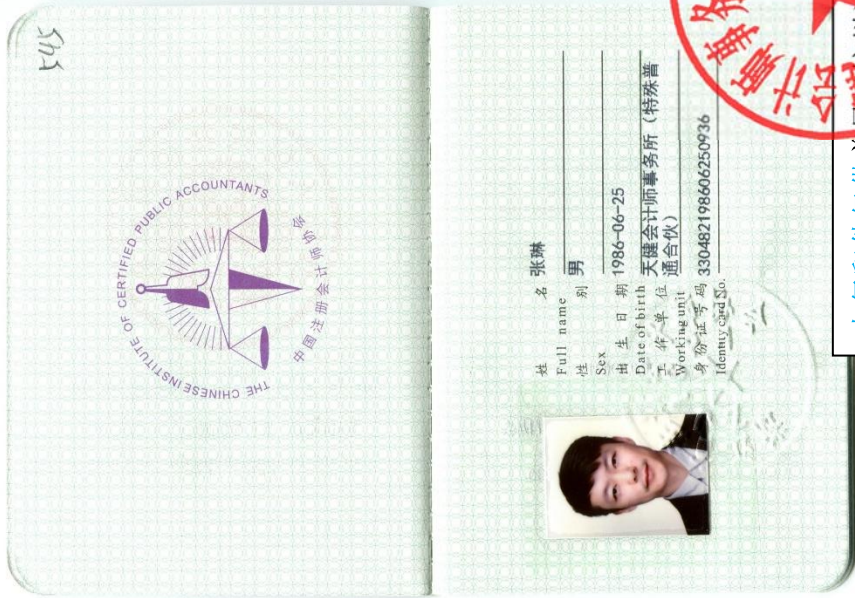 545
THE CHINESE INSTITUTE OF CERTIFIED PUBLIC ACCOUNTANTS
中国注册会计师协会
姓 名 张琳
Full name
性 别 男
Sex
出 生 日 期 1986-06-25
Date of birth
工 作 单 位 天健会计师事务所（特殊普
通合伙）
Working unit
身 份 证 号 码 330482198606250936
Identity card No.